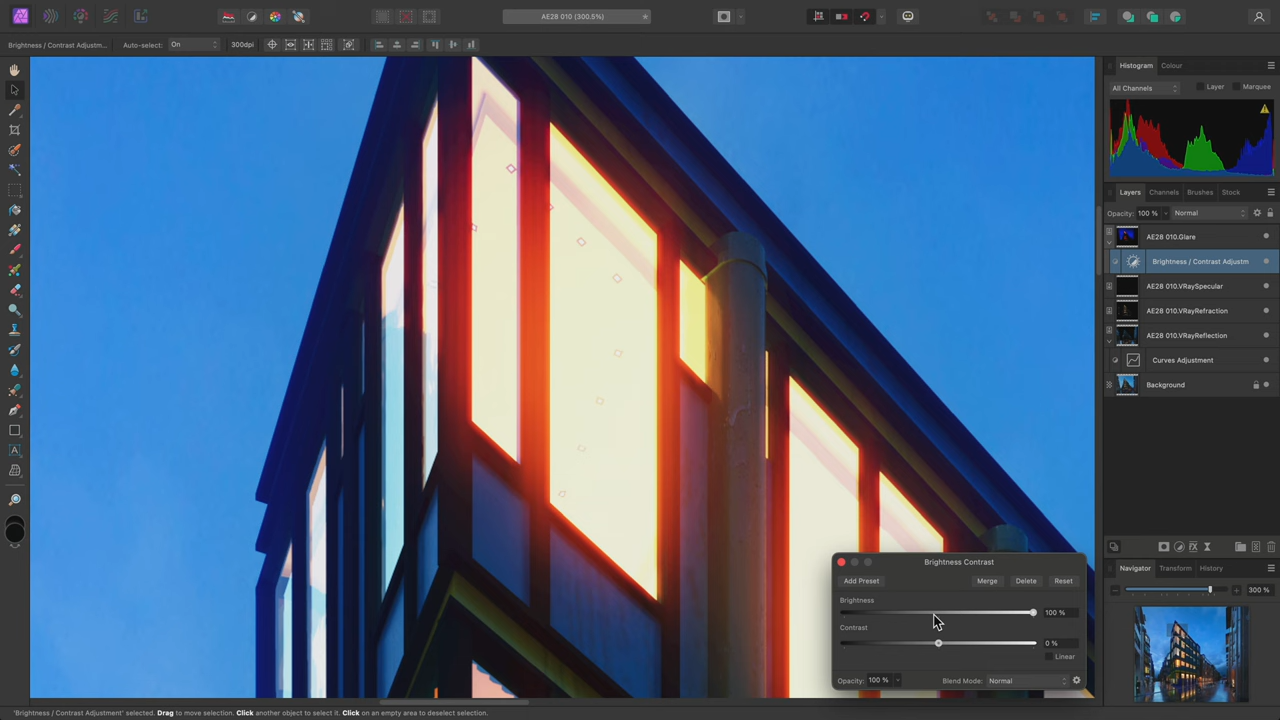 AE28 010 (300.5%)
Brightness / Contrast Adjustm...
Auto-select:
On
300dpi
Histogram
Colour
All Channels
Layer
Marquee
Layers
Channels
Brushes
Stock
Opacity:
100 %
Normal
AE28 010.Glare
Brightness / Contrast Adjustm
AE28 010.VRaySpecular
AE28 010.VRayRefraction
AE28 010.VRayReflection
Curves Adjustment
Background
Brightness Contrast
Add Preset
Merge
Delete
Reset
Brightness
100 %
Contrast
0 %
Linear
Opacity:
100 %
Blend Mode:
Normal
Navigator
Transform
History
300 %
'Brightness / Contrast Adjustment' selected. Drag to move selection. Click another object to select it. Click on an empty area to deselect selection.